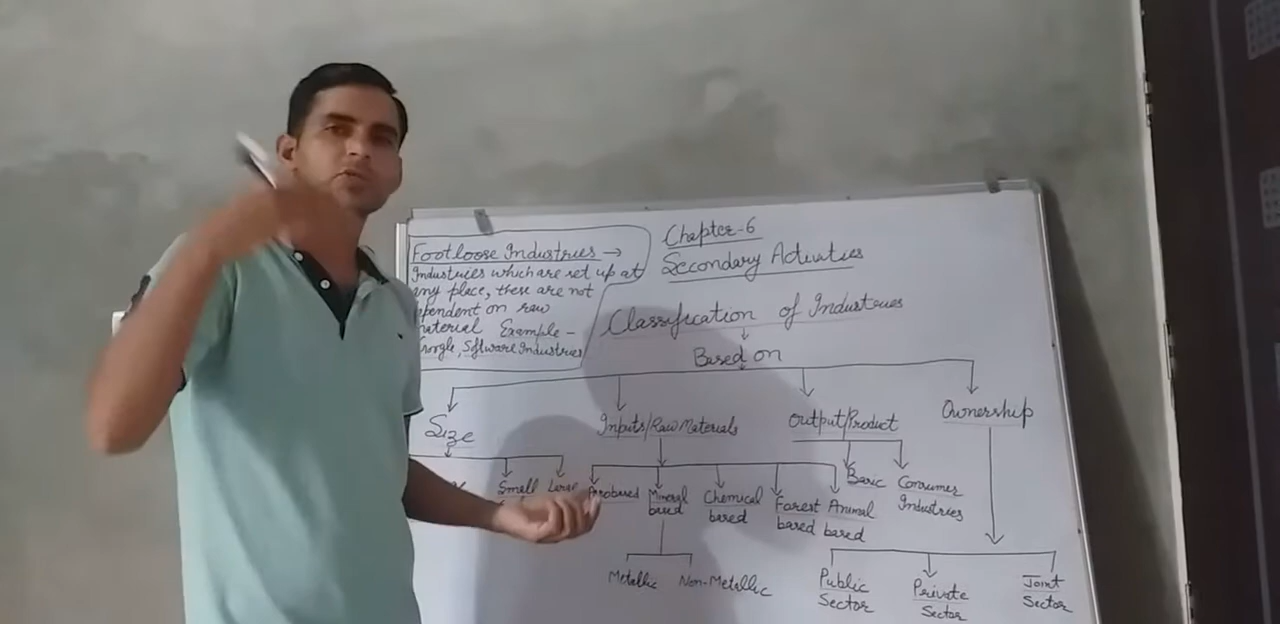 Footloose Industries →
Industries which are set up at
any place, these are not
pendent on raw
material Example -
Google, Software Industries
Chapter-6
Secondary Activities
Classification of Industries
Based on
Size
Inputs/Raw Materials
Output/Product
Ownership
Small
Agrobased
Mineral
based
Chemical
based
Forest
based
Animal
based
Basic
Consumer
Industries
Metallic
Non-Metallic
Public
Sector
Private
Sector
Joint
Sector